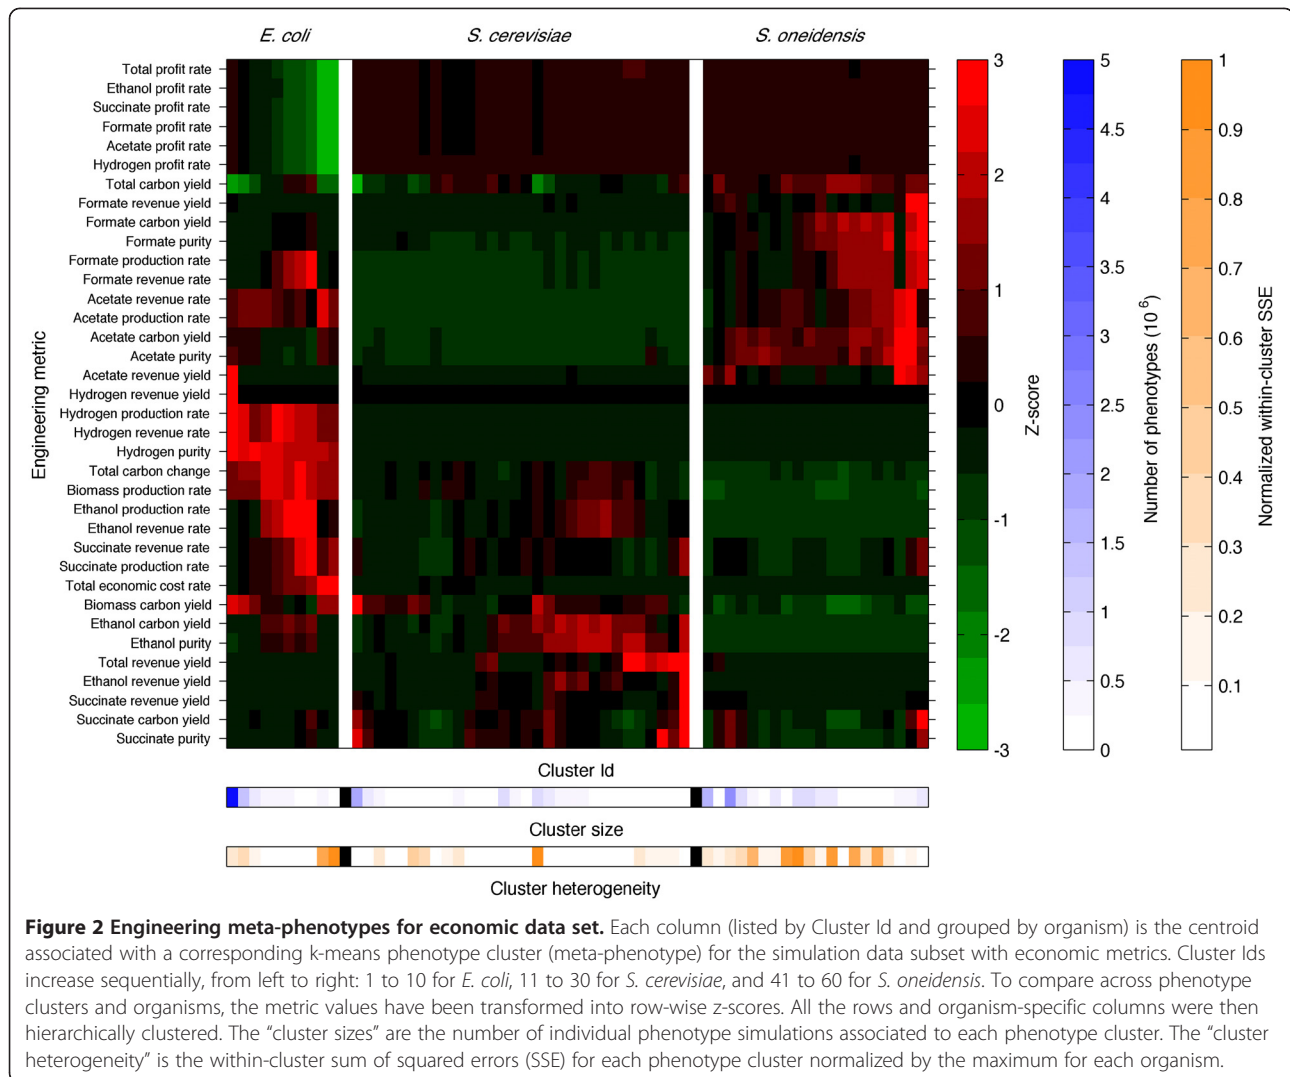 E. coli
S. cerevisiae
S. oneidensis
Engineering metric
Total profit rate
Ethanol profit rate
Succinate profit rate
Formate profit rate
Acetate profit rate
Hydrogen profit rate
Total carbon yield
Formate revenue yield
Formate carbon yield
Formate purity
Formate production rate
Formate revenue rate
Acetate revenue rate
Acetate production rate
Acetate carbon yield
Acetate purity
Acetate revenue yield
Hydrogen revenue yield
Hydrogen production rate
Hydrogen revenue rate
Hydrogen purity
Total carbon change
Biomass production rate
Ethanol production rate
Ethanol revenue rate
Succinate revenue rate
Succinate production rate
Total economic cost rate
Biomass carbon yield
Ethanol carbon yield
Ethanol purity
Total revenue yield
Ethanol revenue yield
Succinate revenue yield
Succinate carbon yield
Succinate purity
3
2
1
0
-1
-2
-3
Z-score
5
4.5
4
3.5
3
2.5
2
1.5
1
0.5
0
Number of phenotypes (10^6)
1
0.9
0.8
0.7
0.6
0.5
0.4
0.3
0.2
0.1
Normalized within-cluster SSE
Cluster Id
Cluster size
Cluster heterogeneity
Figure 2 Engineering meta-phenotypes for economic data set. Each column (listed by Cluster Id and grouped by organism) is the centroid
associated with a corresponding k-means phenotype cluster (meta-phenotype) for the simulation data subset with economic metrics. Cluster Ids
increase sequentially, from left to right: 1 to 10 for E. coli, 11 to 30 for S. cerevisiae, and 41 to 60 for S. oneidensis. To compare across phenotype
clusters and organisms, the metric values have been transformed into row-wise z-scores. All the rows and organism-specific columns were then
hierarchically clustered. The “cluster sizes” are the number of individual phenotype simulations associated to each phenotype cluster. The “cluster
heterogeneity” is the within-cluster sum of squared errors (SSE) for each phenotype cluster normalized by the maximum for each organism.